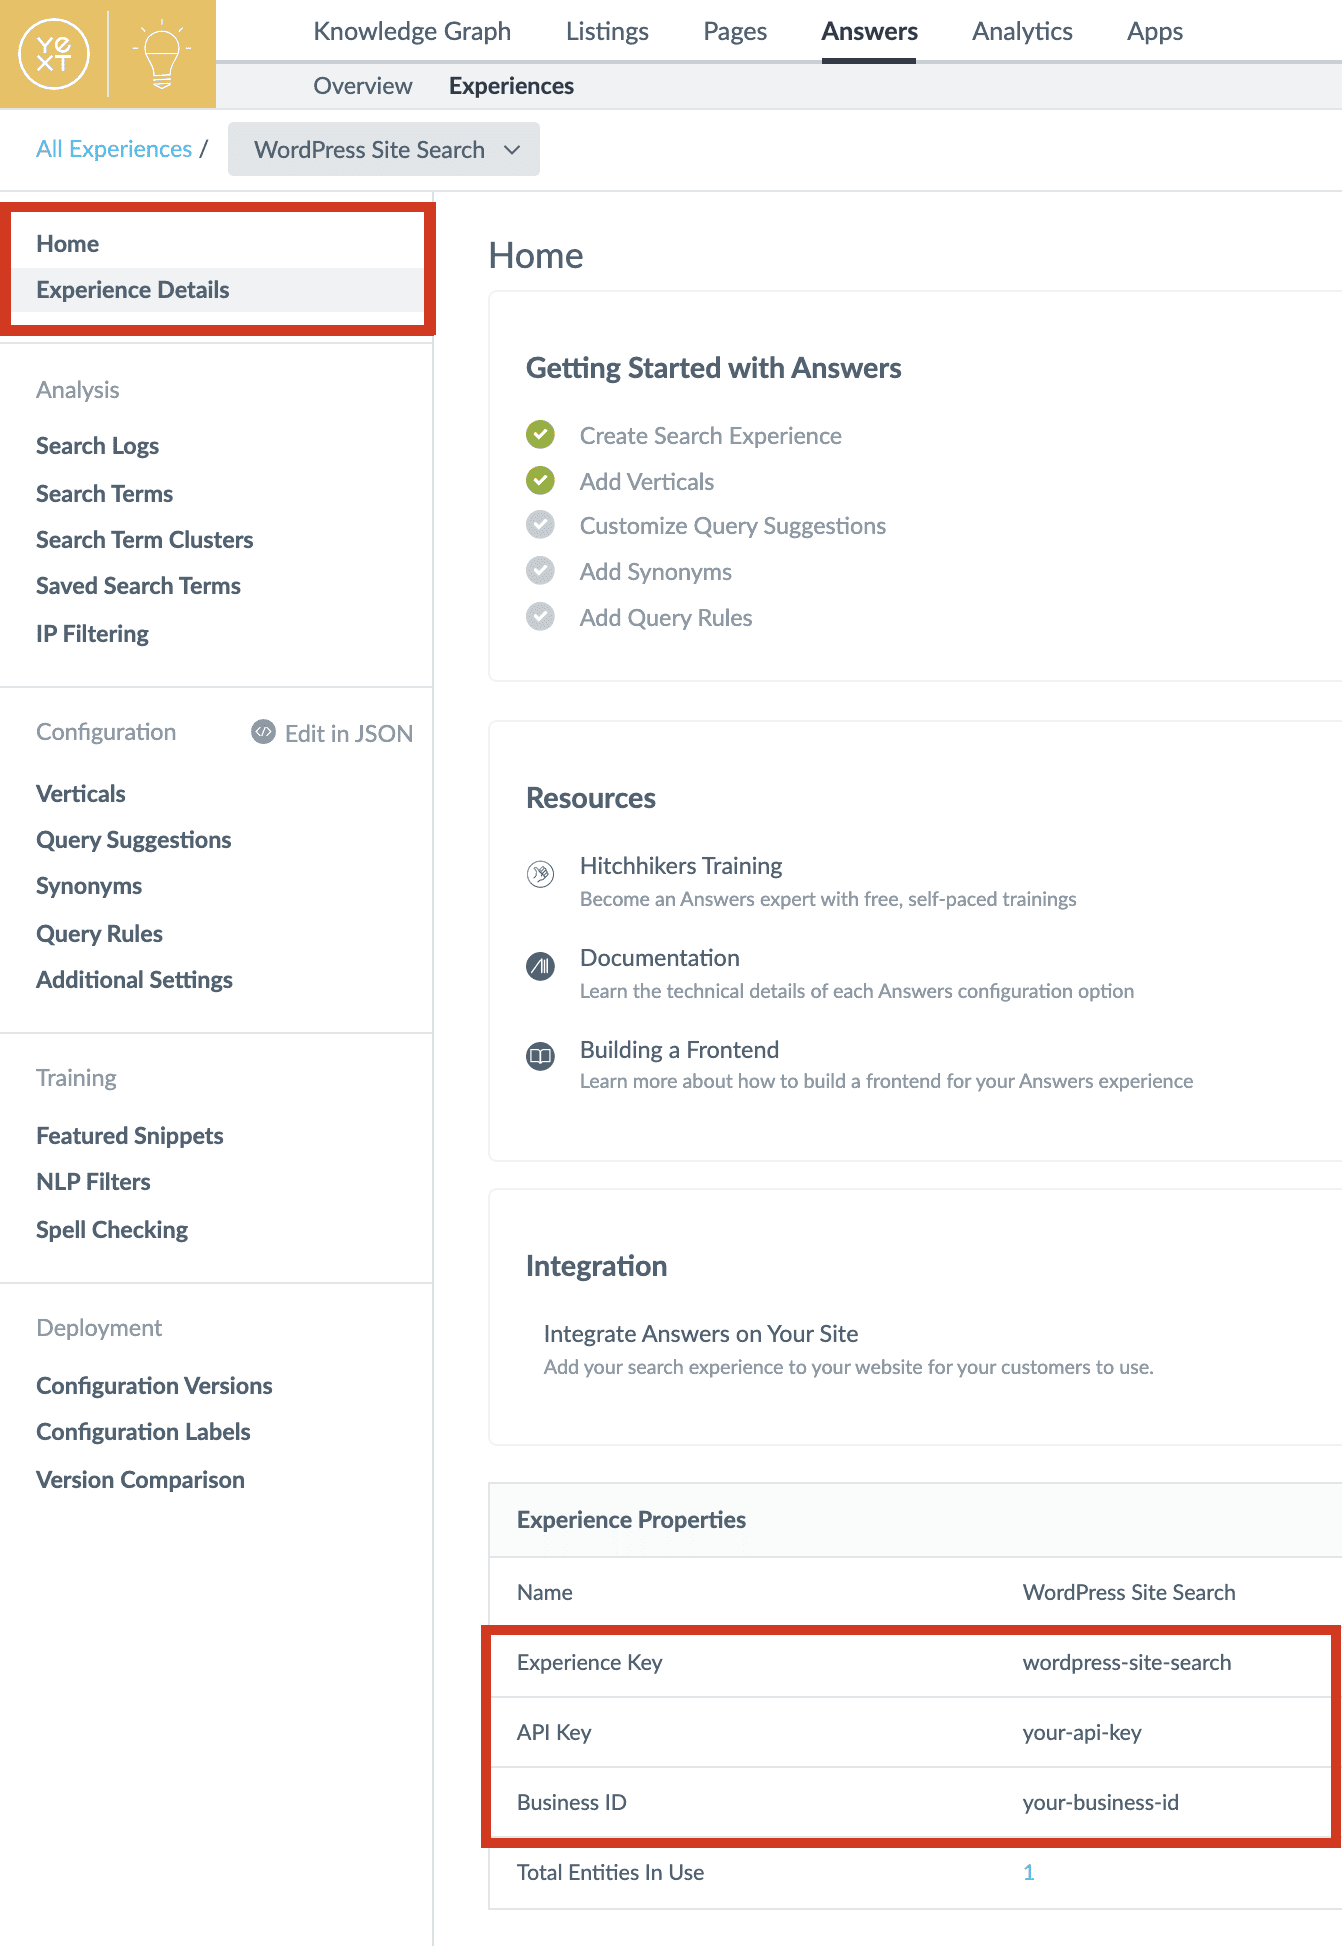 yext
Knowledge Graph Listings Pages Answers Analytics Apps
Overview Experiences
All Experiences / WordPress Site Search
Home
Experience Details
Analysis
Search Logs
Search Terms
Search Term Clusters
Saved Search Terms
IP Filtering
Configuration Edit in JSON
Verticals
Query Suggestions
Synonyms
Query Rules
Additional Settings
Training
Featured Snippets
NLP Filters
Spell Checking
Deployment
Configuration Versions
Configuration Labels
Version Comparison
Home
Getting Started with Answers
Create Search Experience
Add Verticals
Customize Query Suggestions
Add Synonyms
Add Query Rules
Resources
Hitchhikers Training
Become an Answers expert with free, self-paced trainings
Documentation
Learn the technical details of each Answers configuration option
Building a Frontend
Learn more about how to build a frontend for your Answers experience
Integration
Integrate Answers on Your Site
Add your search experience to your website for your customers to use.
Experience Properties
Name WordPress Site Search
Experience Key wordpress-site-search
API Key your-api-key
Business ID your-business-id
Total Entities In Use 1